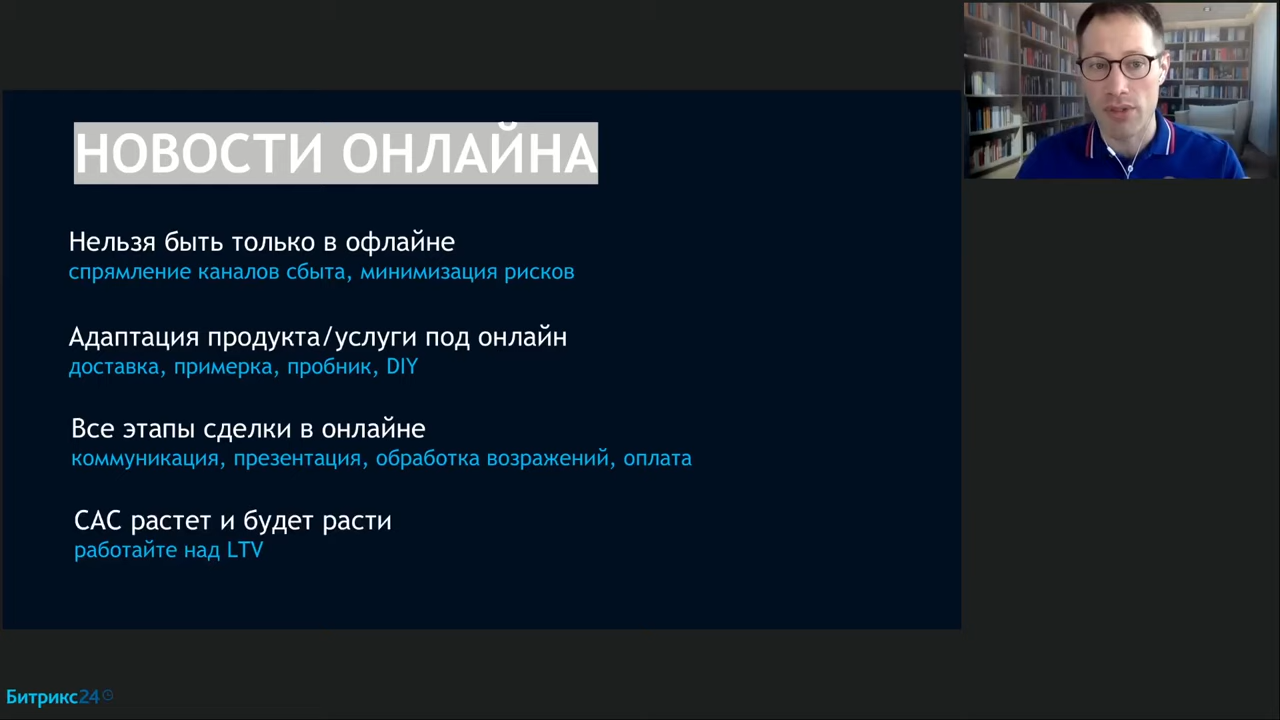 НОВОСТИ ОНЛАЙНА
Нельзя быть только в офлайне
спрямление каналов сбыта, минимизация рисков
Адаптация продукта/услуги под онлайн
доставка, примерка, пробник, DIY
Все этапы сделки в онлайне
коммуникация, презентация, обработка возражений, оплата
САС растет и будет расти
работайте над LTV
Битрикс24